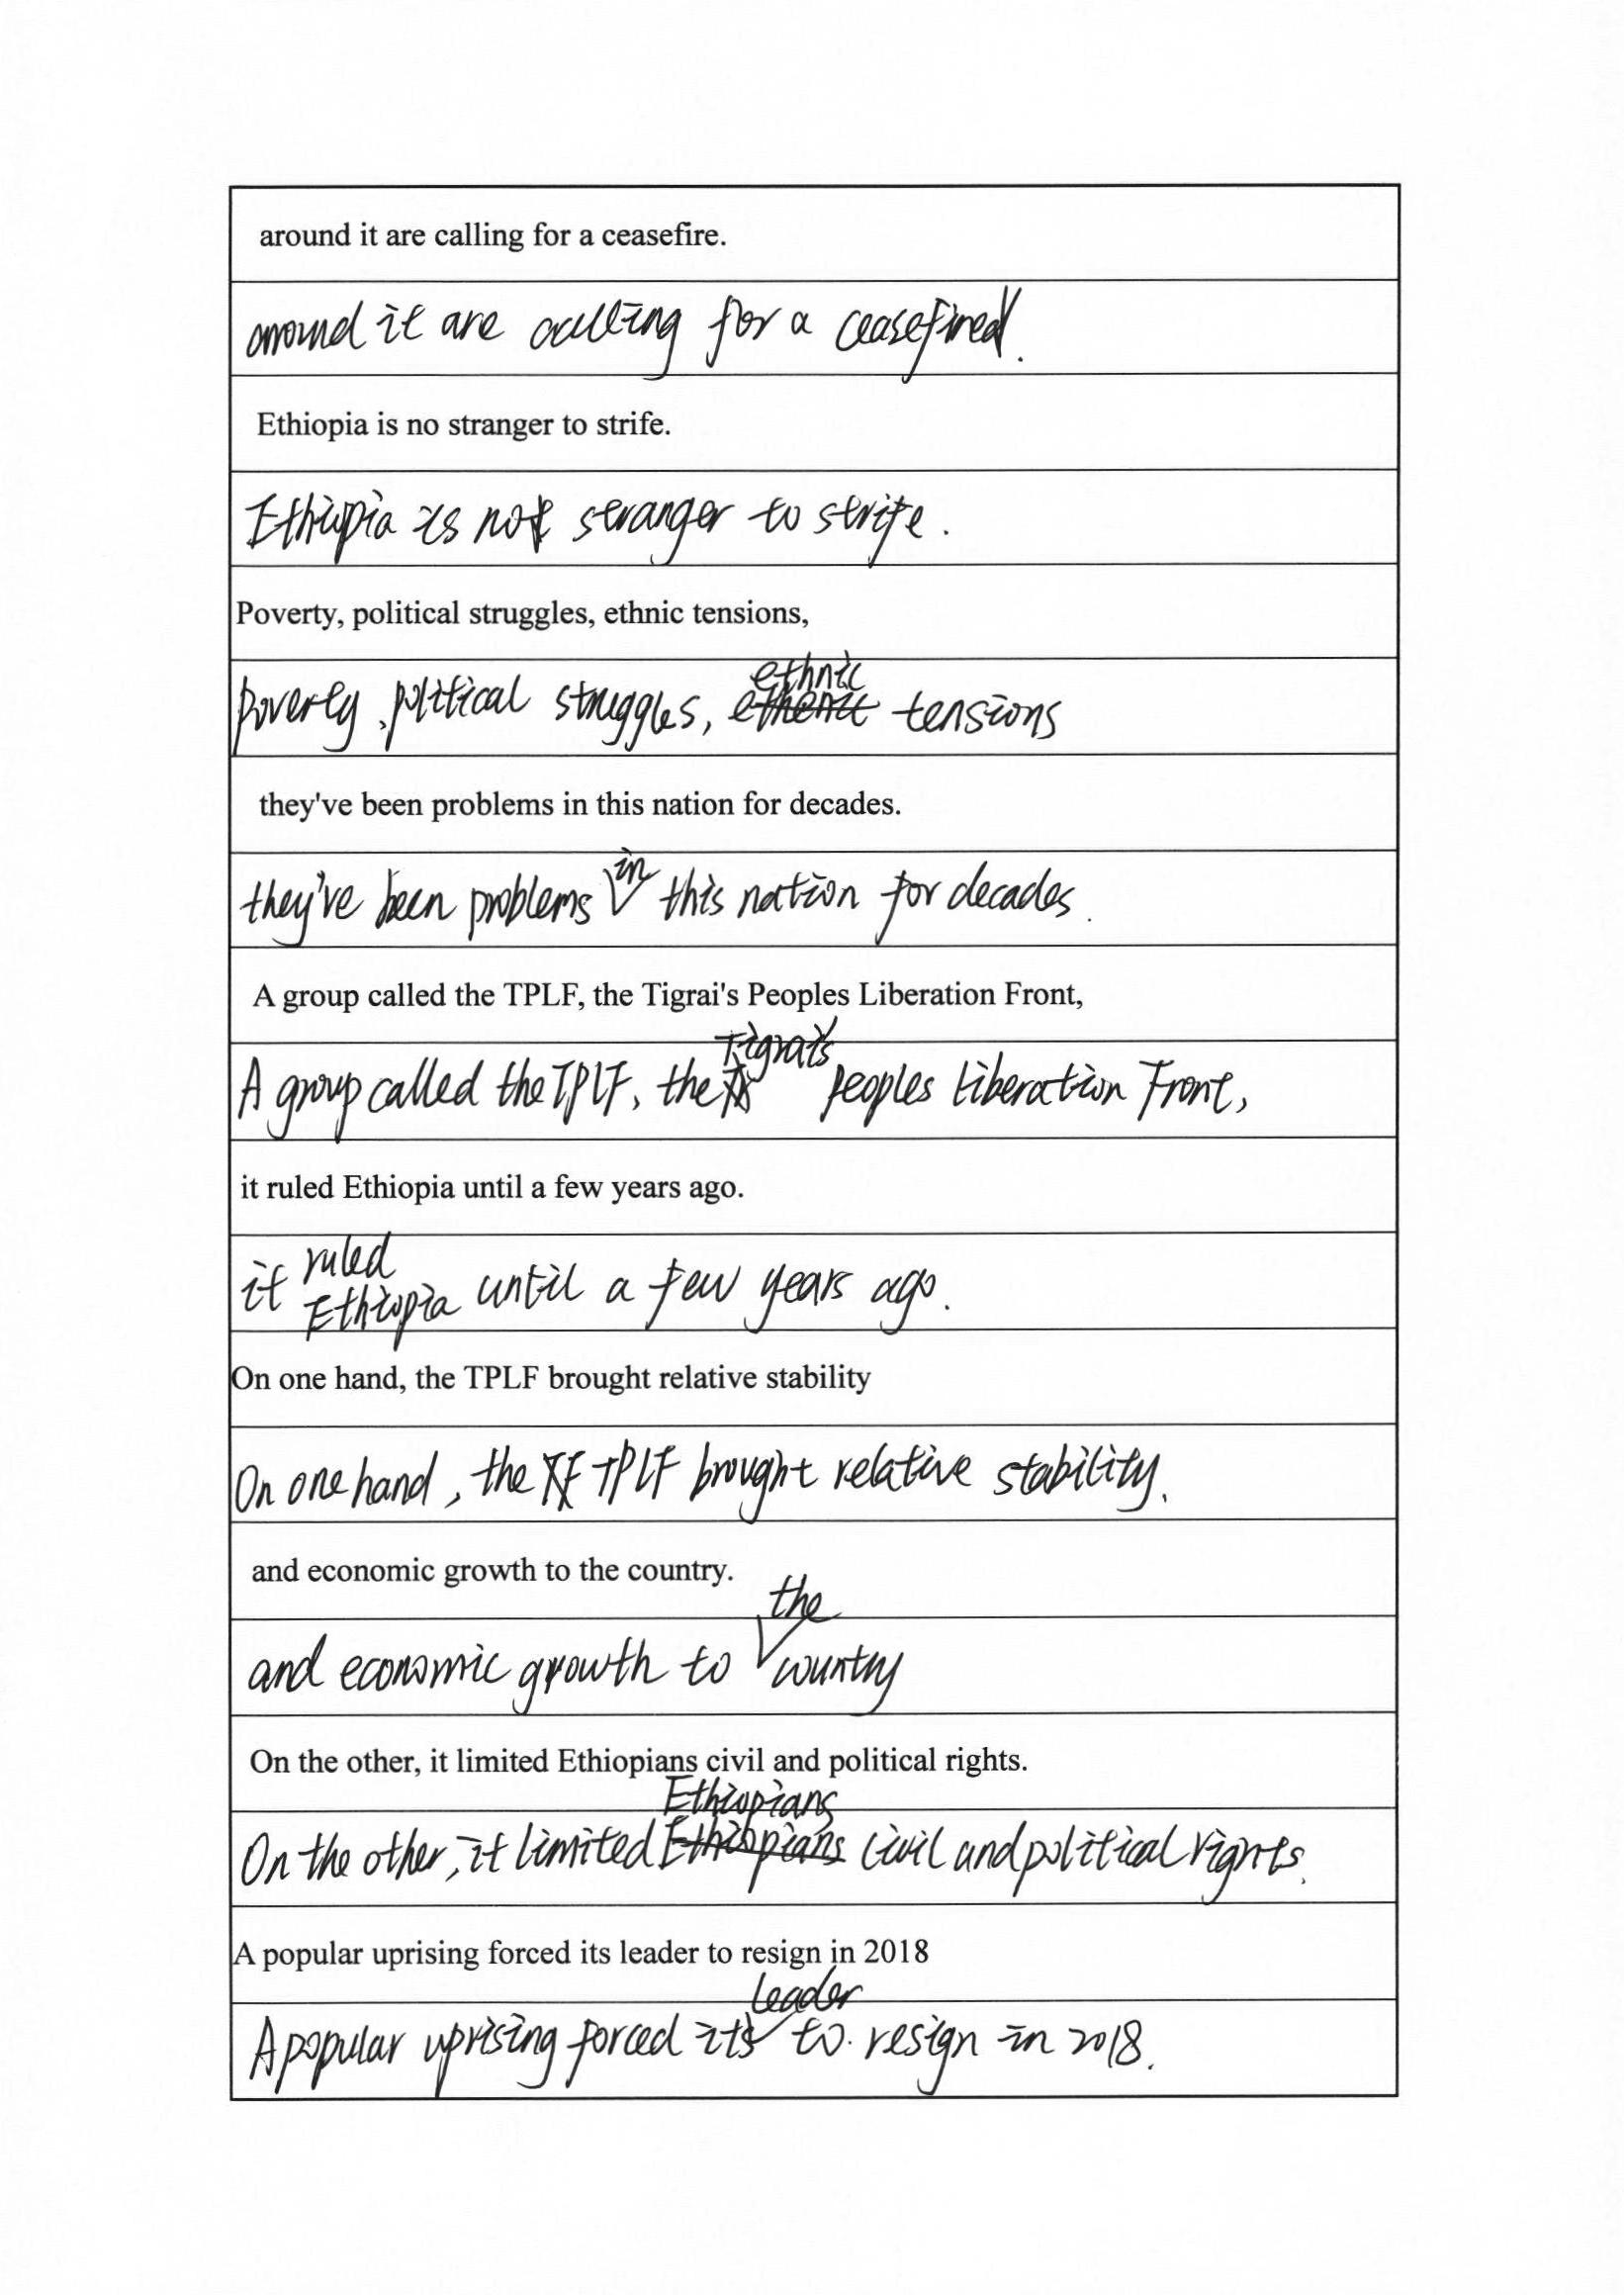 around it are calling for a ceasefire.
around it are calling for a ceasefire.
Ethiopia is no stranger to strife.
Ethiopia is no stranger to strife.
Poverty, political struggles, ethnic tensions,
Poverty, political struggles, ethnic tensions
they've been problems in this nation for decades.
they've been problems in this nation for decades.
A group called the TPLF, the Tigrai's Peoples Liberation Front,
A group called the TPLF, the Tigrai's Peoples Liberation Front,
it ruled Ethiopia until a few years ago.
it ruled Ethiopia until a few years ago.
On one hand, the TPLF brought relative stability
On one hand, the TPLF brought relative stability.
and economic growth to the country.
and economic growth to the country
On the other, it limited Ethiopians civil and political rights.
On the other, it limited Ethiopians civil and political rights.
A popular uprising forced its leader to resign in 2018
A popular uprising forced its leader to resign in 2018.